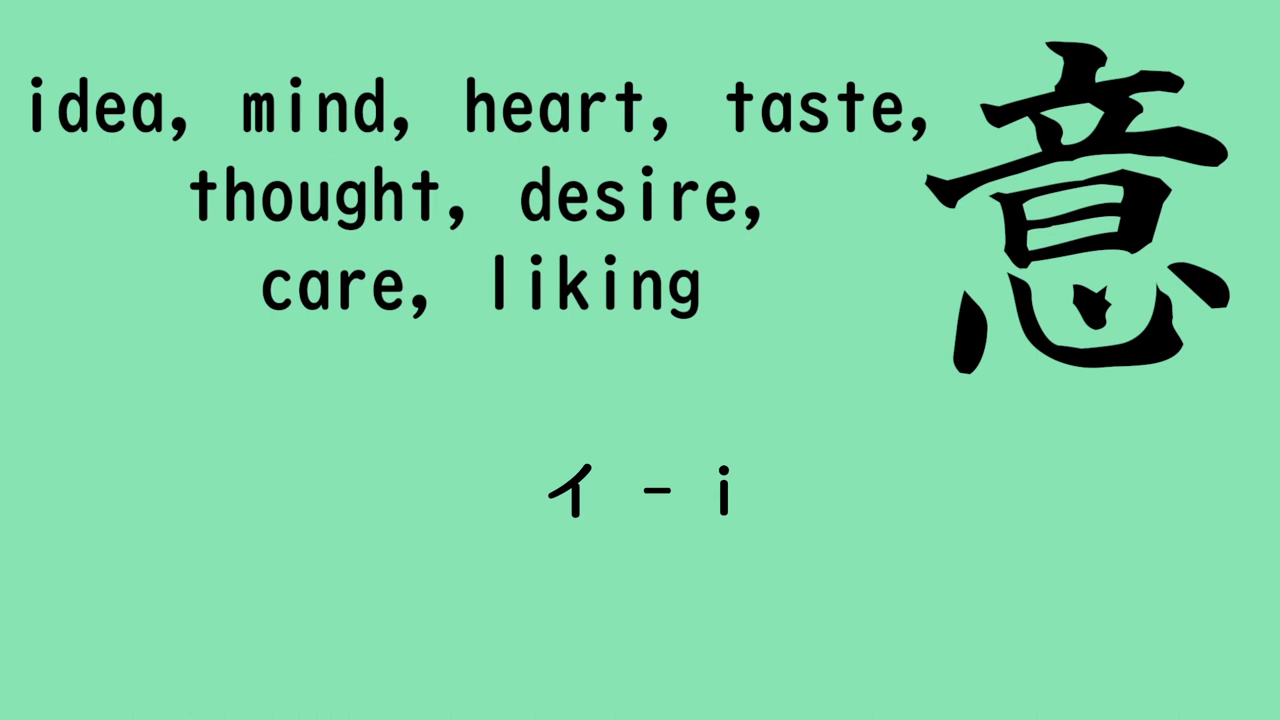 idea, mind, heart, taste,
thought, desire,
care, liking
意
イ - i